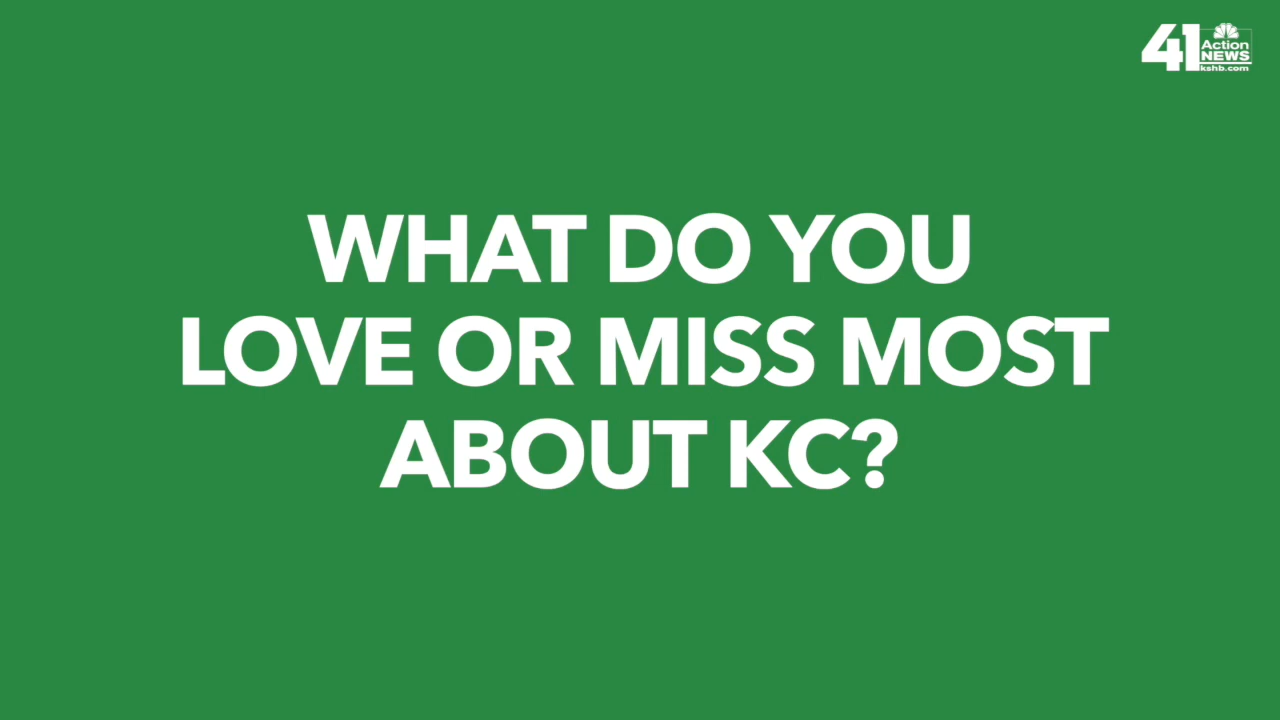 41 Action
NEWS
kshb.com
WHAT DO YOU
LOVE OR MISS MOST
ABOUT KC?